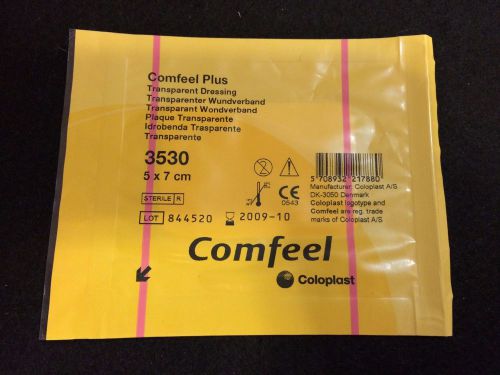 Comfeel Plus
Transparent Dressing
Transparenter Wundverband
Transparant Wondverband
Plaque Transparente
Idrobenda Trasparente
Transparente
3530
5 x 7 cm
STERILE R
LOT 844520 2009-10
0543
5 708932 217880
Manufacturer: Coloplast A/S
DK-3050 Denmark
Coloplast logotype and
Comfeel are reg. trade
marks of Coloplast A/S
Comfeel
Coloplast